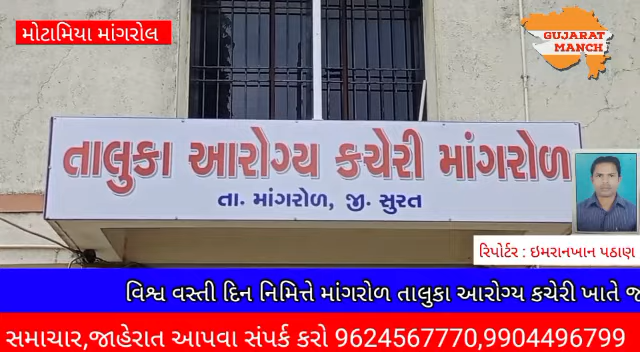 મોટામિયા માંગરોલ
GUJARAT
MANCH
તાલુકા આરોગ્ય કચેરી માંગરોળ
તા. માંગરોળ, જી. સુરત
રિપોર્ટર : ઇમરાનખાન પઠાણ
વિશ્વ વસ્તી દિન નિમિત્તે માંગરોળ તાલુકા આરોગ્ય કચેરી ખાતે
સમાચાર,જાહેરાત આપવા સંપર્ક કરો 9624567770,9904496799